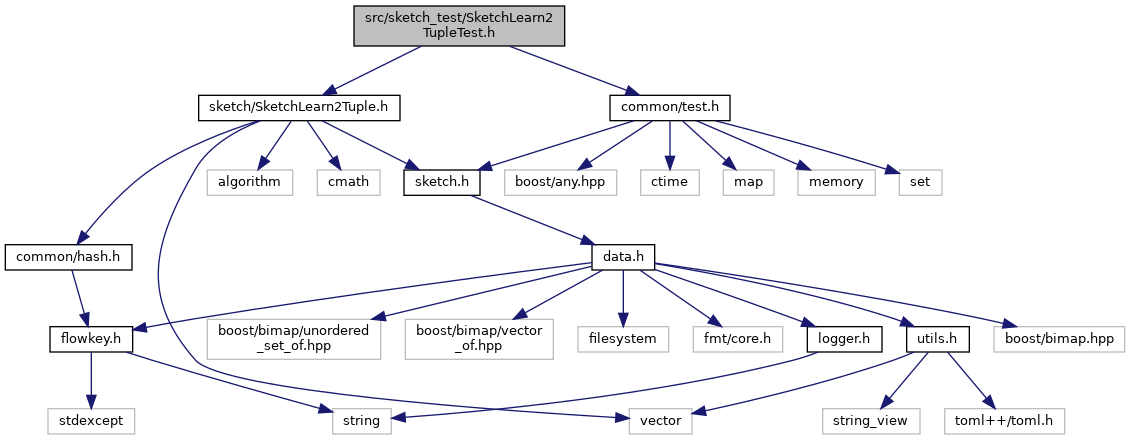 src/sketch_test/SketchLearn2
TupleTest.h
sketch/SketchLearn2Tuple.h
common/test.h
algorithm
cmath
sketch.h
boost/any.hpp
ctime
map
memory
set
common/hash.h
data.h
flowkey.h
boost/bimap/unordered
_set_of.hpp
boost/bimap/vector
_of.hpp
filesystem
fmt/core.h
logger.h
utils.h
boost/bimap.hpp
stdexcept
string
vector
string_view
toml++/toml.h